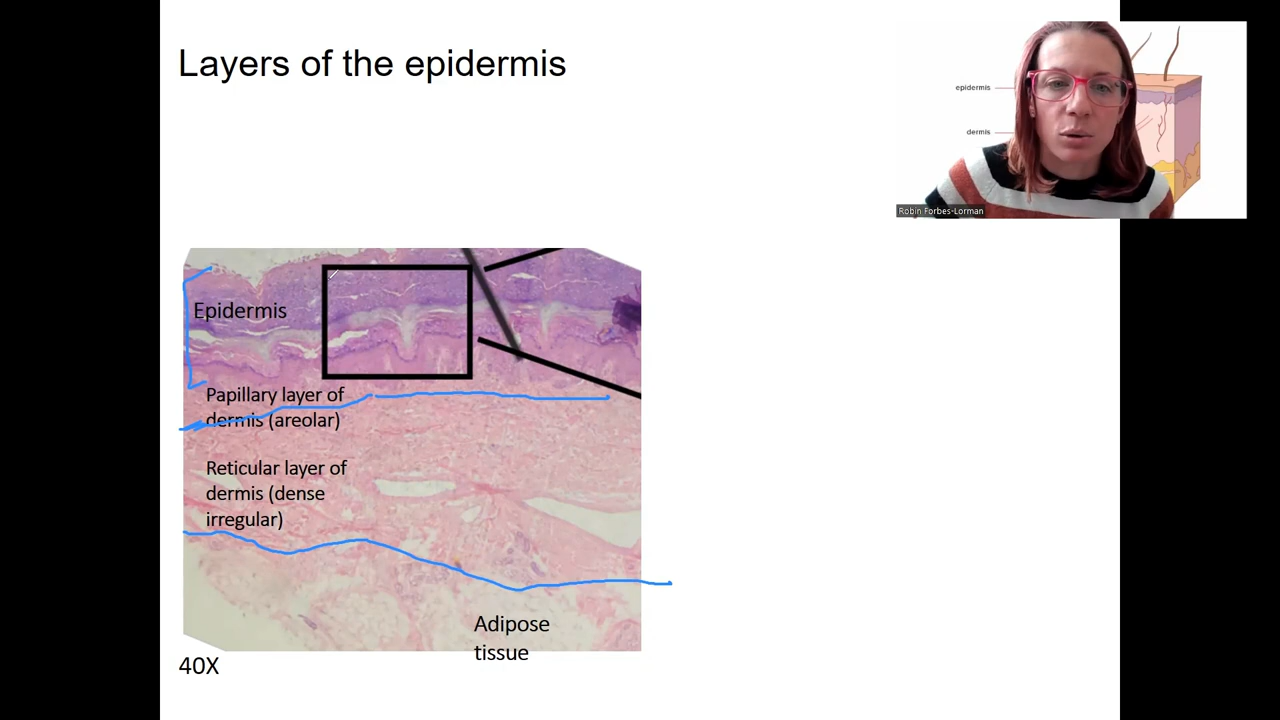 Layers of the epidermis
epidermis
dermis
Robin Forbes-Lorman
Epidermis
Papillary layer of
dermis (areolar)
Reticular layer of
dermis (dense
irregular)
Adipose
tissue
40X